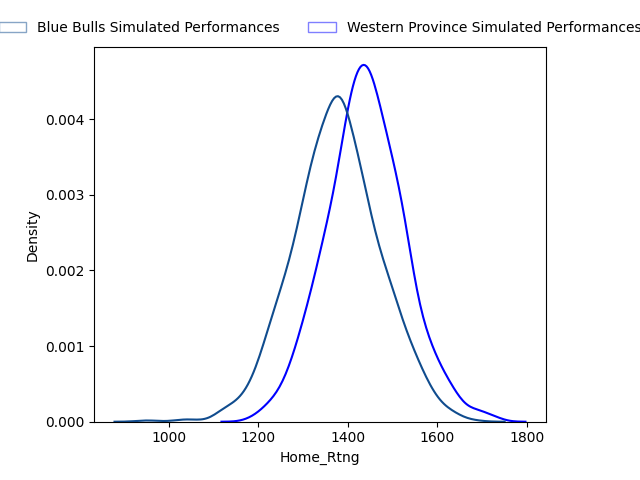 Blue Bulls Simulated Performances Western Province Simulated Performances
0.004
0.003
0.002
0.001
0.000
Density
1000 1200 1400 1600 1800
Home_Rtng